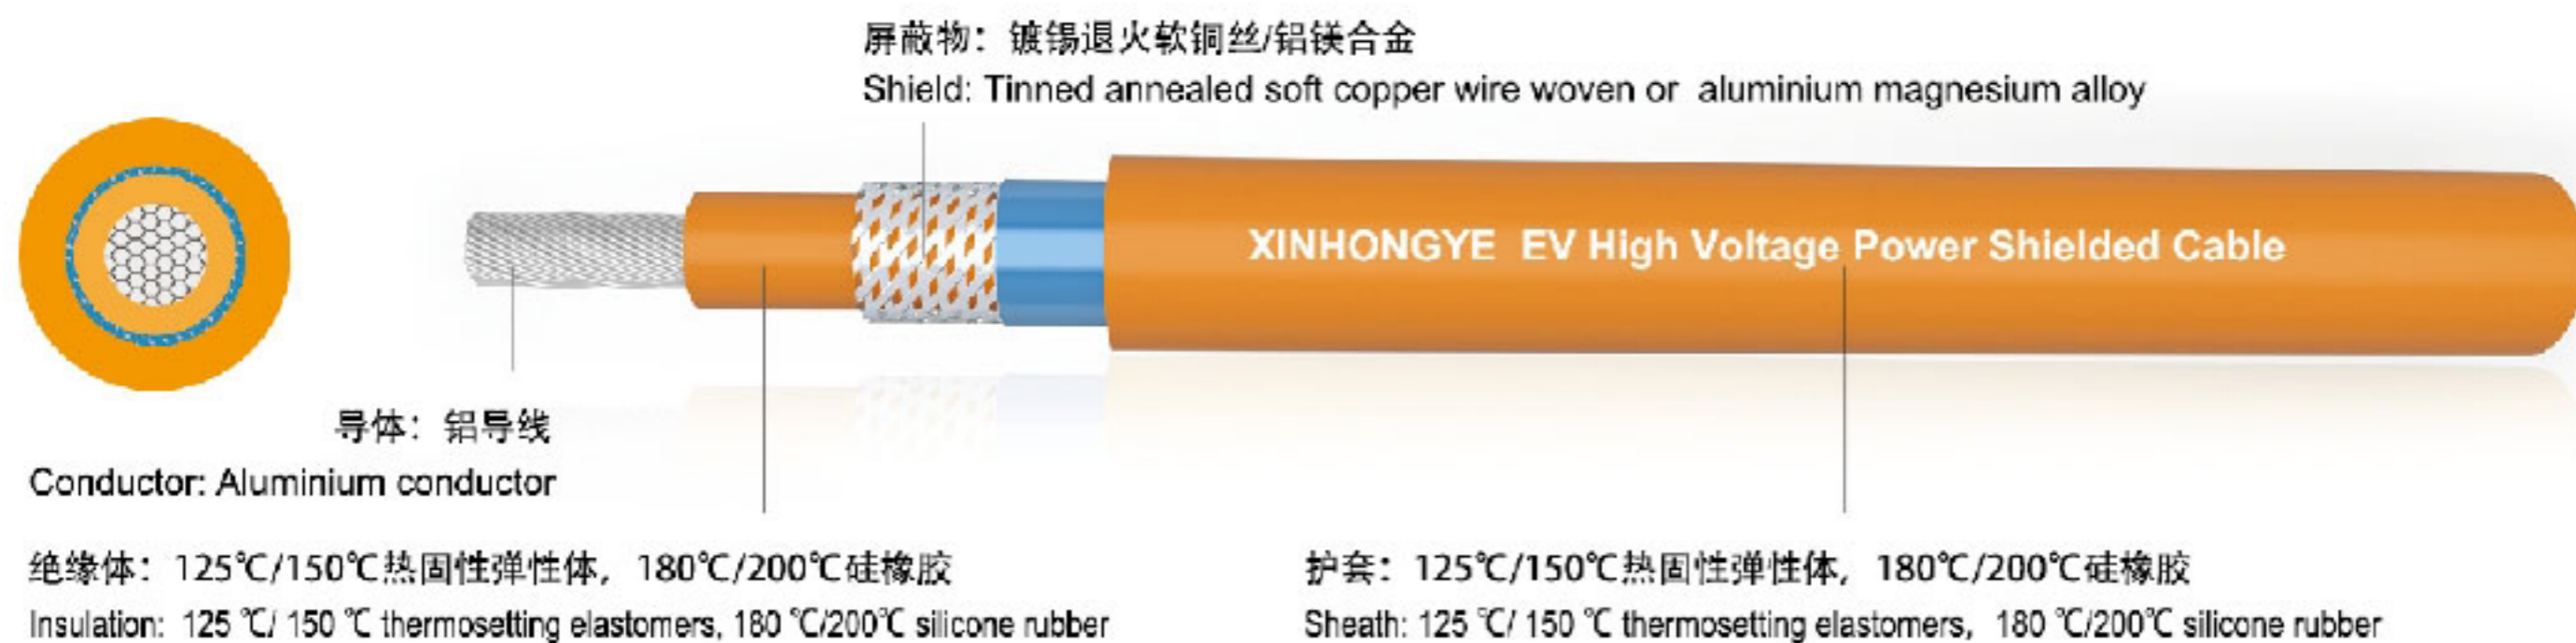 屏蔽物：镀锡退火软铜丝/铝镁合金
Shield: Tinned annealed soft copper wire woven or aluminium magnesium alloy
XINHONGYE EV High Voltage Power Shielded Cable
导体：铝导线
Conductor: Aluminium conductor
绝缘体：125℃/150℃热固性弹性体，180℃/200℃硅橡胶
Insulation: 125 ℃/ 150 ℃ thermosetting elastomers, 180 ℃/200℃ silicone rubber
护套：125℃/150℃热固性弹性体，180℃/200℃硅橡胶
Sheath: 125 ℃/ 150 ℃ thermosetting elastomers, 180 ℃/200℃ silicone rubber